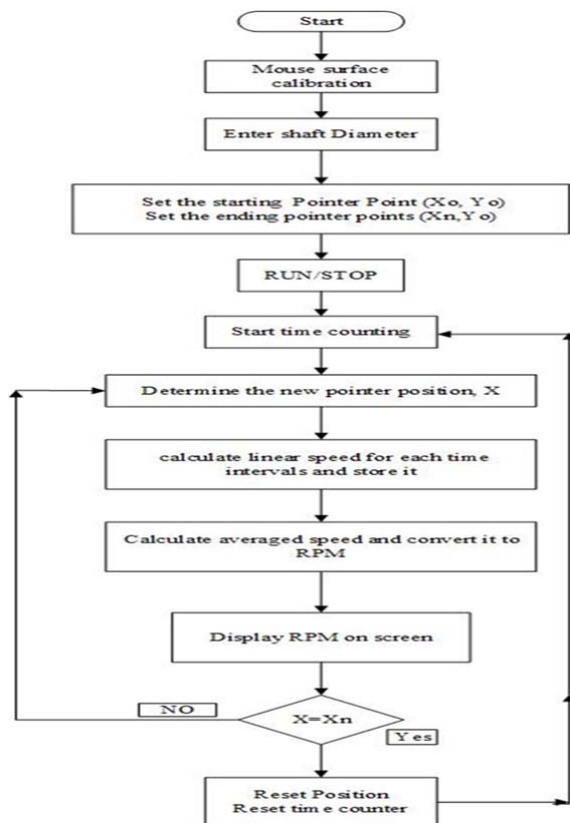 Start
Mouse surface
calibration
Enter shaft Diameter
Set the starting Pointer Point (Xo, Yo)
Set the ending pointer points (Xn,Yo)
RUN/STOP
Start time counting
Determine the new pointer position, X
calculate linear speed for each time
intervals and store it
Calculate averaged speed and convert it to
RPM
Display RPM on screen
NO
X=Xn
Yes
Reset Position
Reset time counter